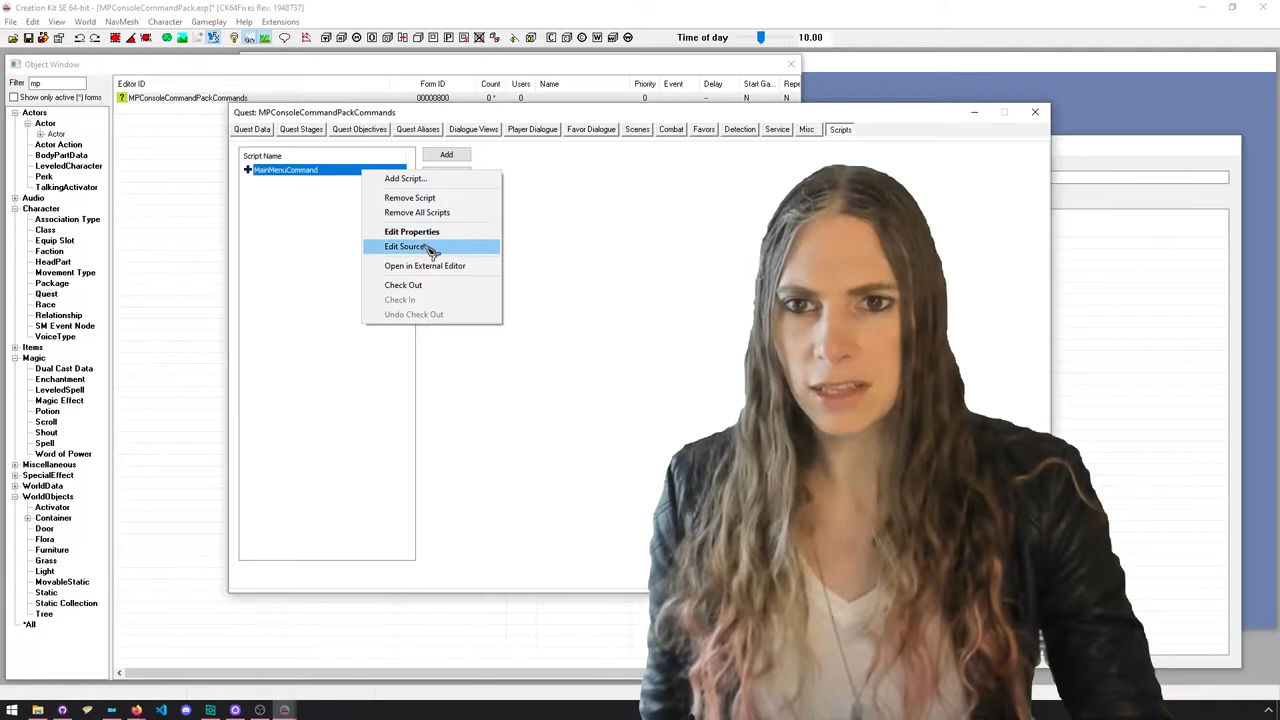 Creation Kit SE 64-bit - [MPConsoleCommandPack.esp]* [CK64Fixes Rev. 1948737]
File Edit View World NavMesh Character Gameplay Help Extensions
Time of day 10.00
Object Window
Filter mp
Show only active (*) forms
Editor ID Form ID Count Users Name Priority Event Delay Start Ga... Repe
MPConsoleCommandPackCommands 00000800 0 * 0 0 -- N N
Quest: MPConsoleCommandPackCommands
Quest Data Quest Stages Quest Objectives Quest Aliases Dialogue Views Player Dialogue Favor Dialogue Scenes Combat Favors Detection Service Misc Scripts
Script Name
Add
MainMenuCommand
Add Script...
Remove Script
Remove All Scripts
Edit Properties
Edit Source
Open in External Editor
Check Out
Check In
Undo Check Out
Actors
Actor
Actor
Actor Action
BodyPartData
LeveledCharacter
Perk
TalkingActivator
Audio
Character
Association Type
Class
Equip Slot
Faction
HeadPart
Movement Type
Package
Quest
Race
Relationship
SM Event Node
VoiceType
Items
Magic
Dual Cast Data
Enchantment
LeveledSpell
Magic Effect
Potion
Scroll
Shout
Spell
Word of Power
Miscellaneous
SpecialEffect
WorldData
WorldObjects
Activator
Container
Door
Flora
Furniture
Grass
Light
MovableStatic
Static
Static Collection
Tree
*All